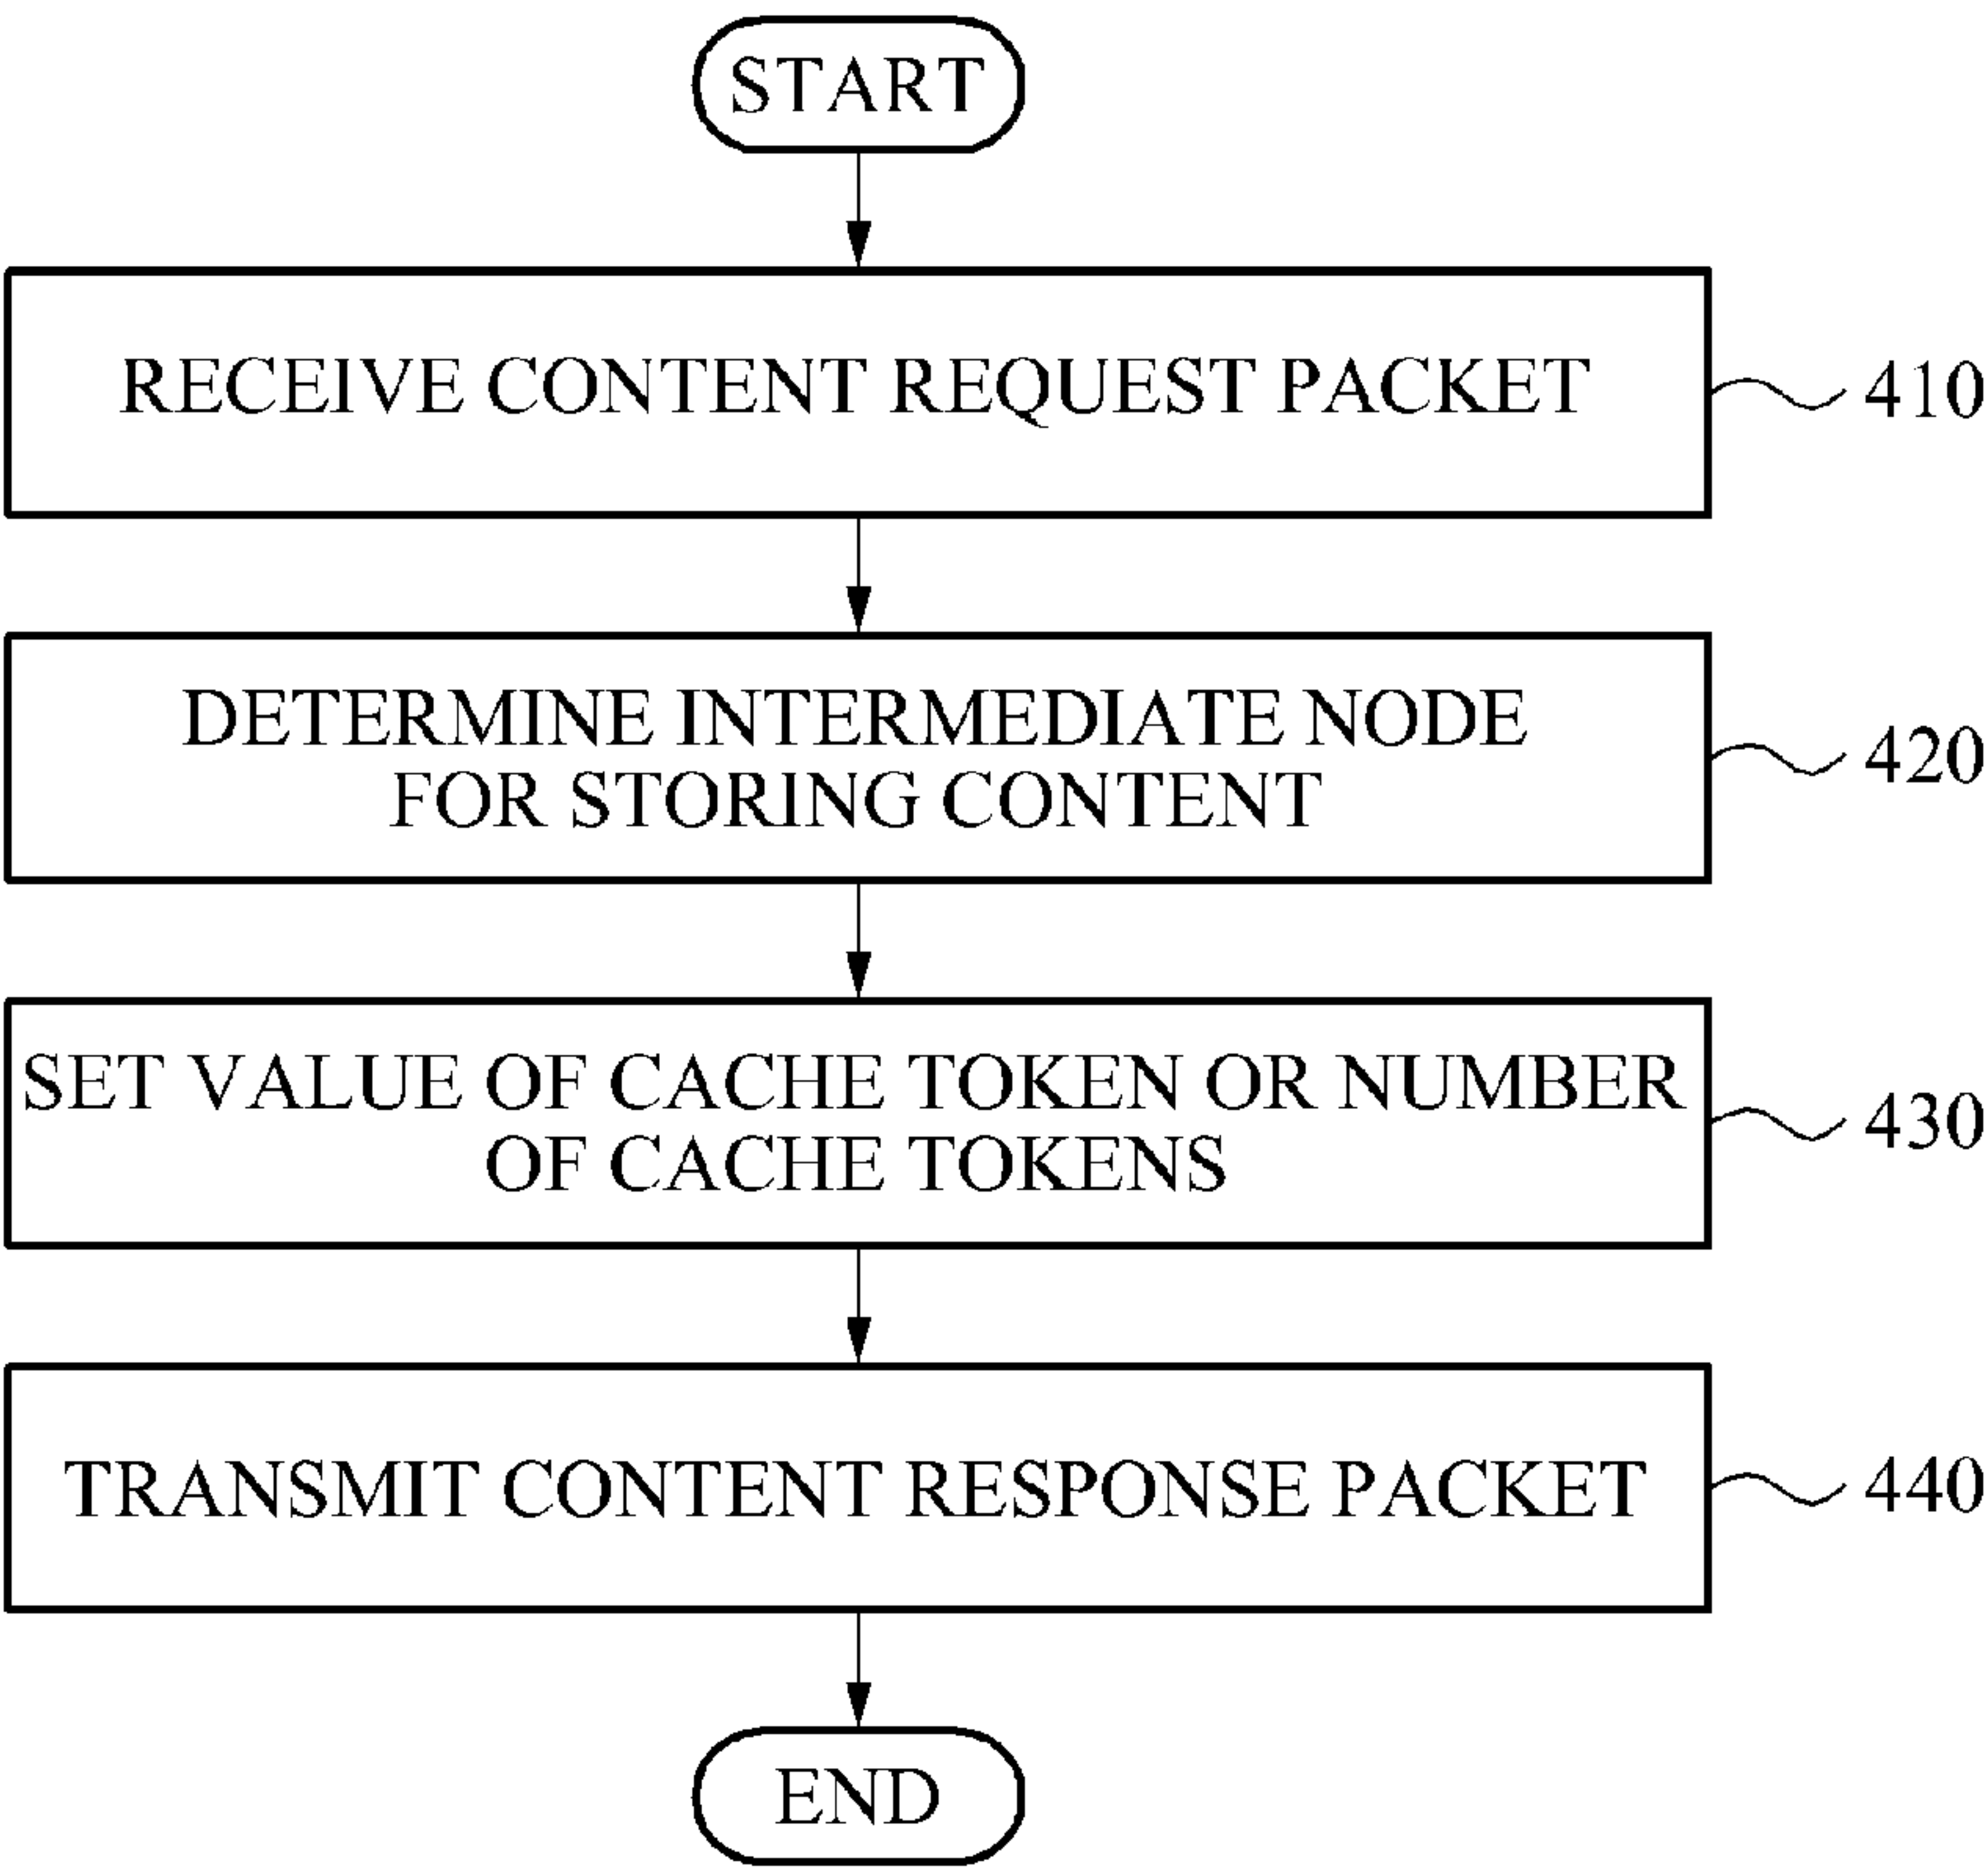 START
RECEIVE CONTENT REQUEST PACKET
410
DETERMINE INTERMEDIATE NODE
FOR STORING CONTENT
420
SET VALUE OF CACHE TOKEN OR NUMBER
OF CACHE TOKENS
430
TRANSMIT CONTENT RESPONSE PACKET
440
END